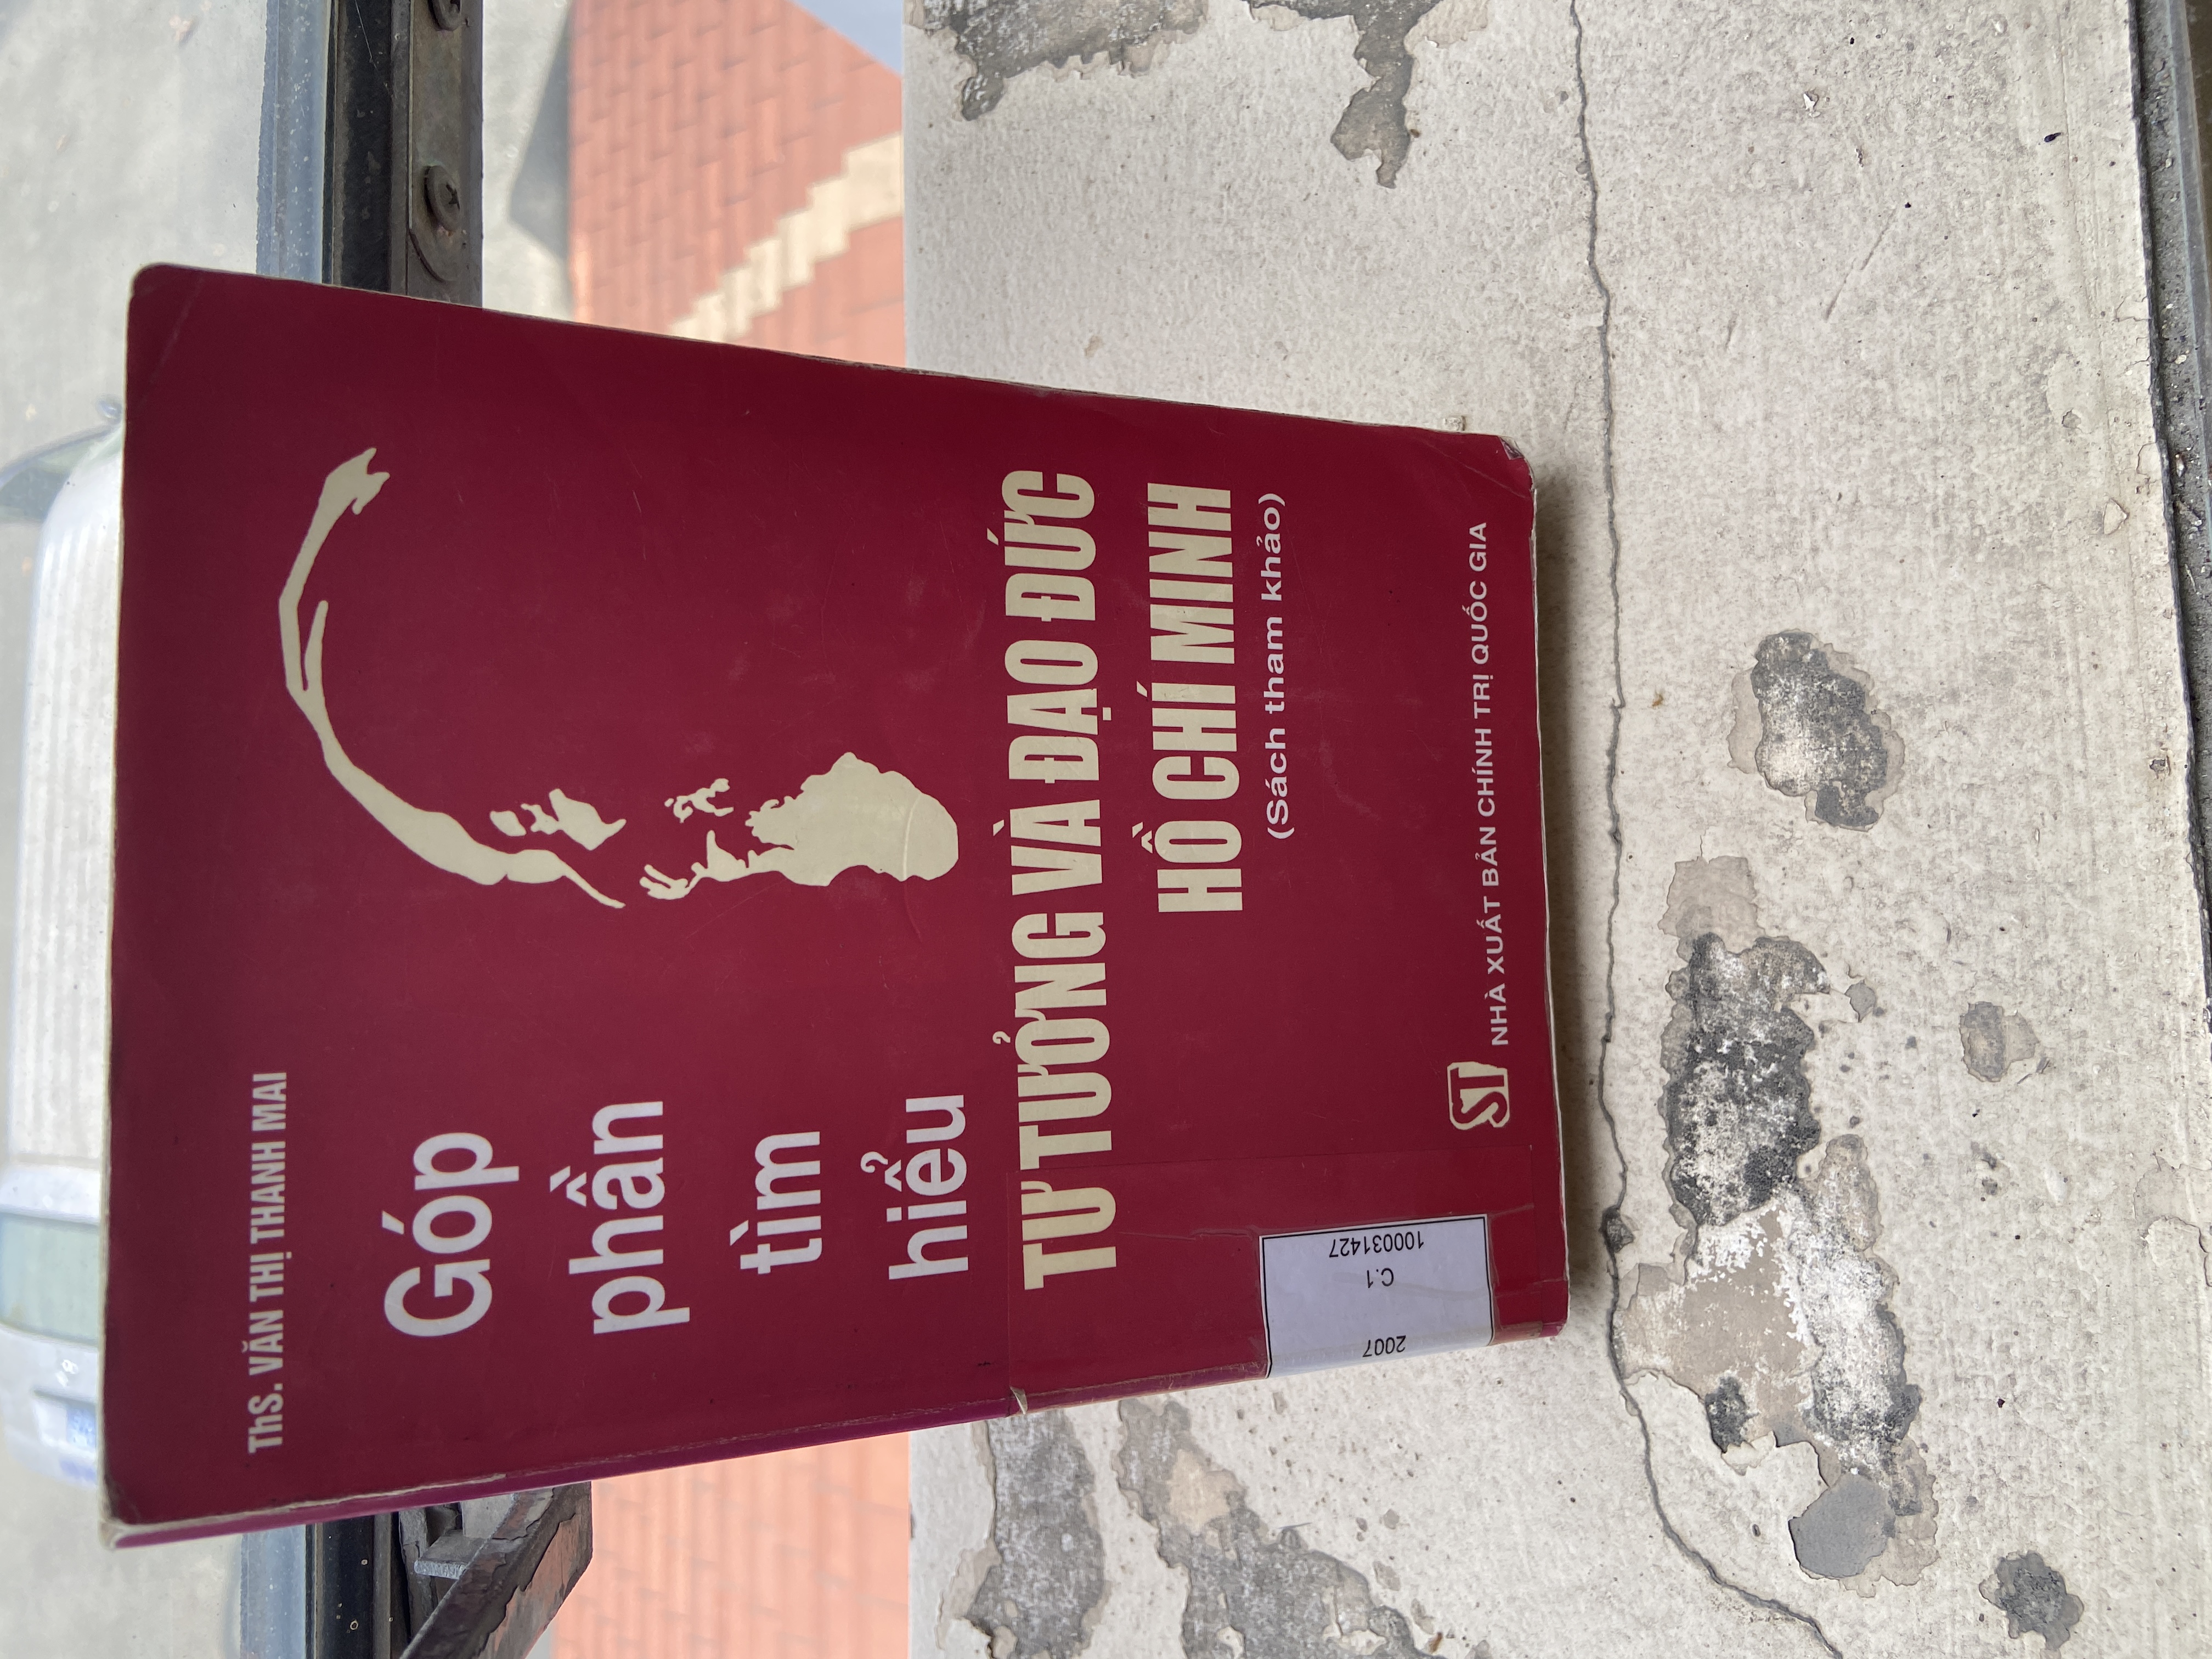 ThS. VĂN THỊ THANH MAI
Góp
phần
tìm
hiểu
TƯ TƯỞNG VÀ ĐẠO ĐỨC
HỒ CHÍ MINH
(Sách tham khảo)
2007
C.1
100031427
ST
NHÀ XUẤT BẢN CHÍNH TRỊ QUỐC GIA